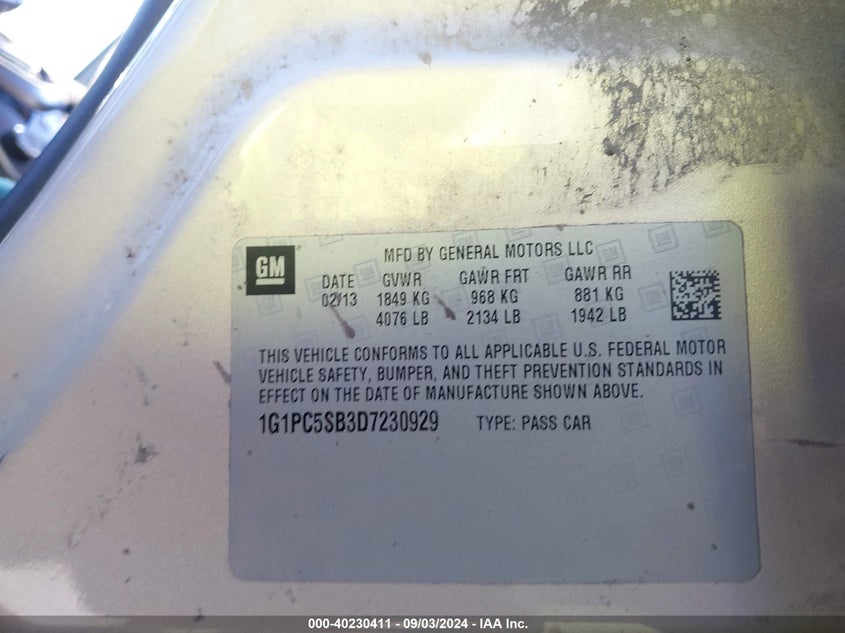 GM
MFD BY GENERAL MOTORS LLC
DATE GVWR GAWR FRT GAWR RR
02/13 1849 KG 968 KG 881 KG
4076 LB 2134 LB 1942 LB
THIS VEHICLE CONFORMS TO ALL APPLICABLE U.S. FEDERAL MOTOR
VEHICLE SAFETY, BUMPER, AND THEFT PREVENTION STANDARDS IN
EFFECT ON THE DATE OF MANUFACTURE SHOWN ABOVE.
1G1PC5SB3D7230929 TYPE: PASS CAR
000-40230411 - 09/03/2024 - IAA Inc.